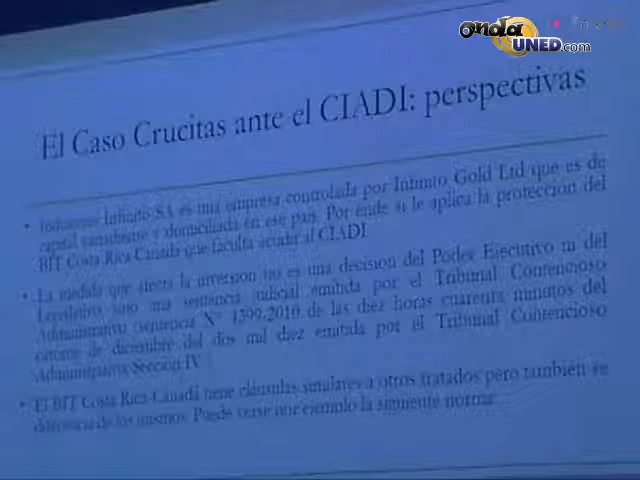 Onda
UNED.com
El Caso Crucitas ante el CIADI: perspectivas
• Industrias Infinito SA es una empresa controlada por Infinito Gold Ltd que es de
capital canadiense y domiciliada en ese país. Por ende si le aplica la protección del
BIT Costa Rica Canada que faculta acudir al CIADI
• La medida que afecta la inversion no es una decision del Poder Ejecutivo ni del
Legislativo sino una sentencia judicial emitida por el Tribunal Contencioso
Administrativo (sentencia N° 1399-2010 de las diez horas cuarenta minutos del
catorce de diciembre del dos mil diez emitida por el Tribunal Contencioso
Administrativo, Sección IV
• El BIT Costa Rica-Canadá tiene cláusulas similares a otros tratados pero también se
diferencia de los mismos. Puede verse por ejemplo la siguiente norma: